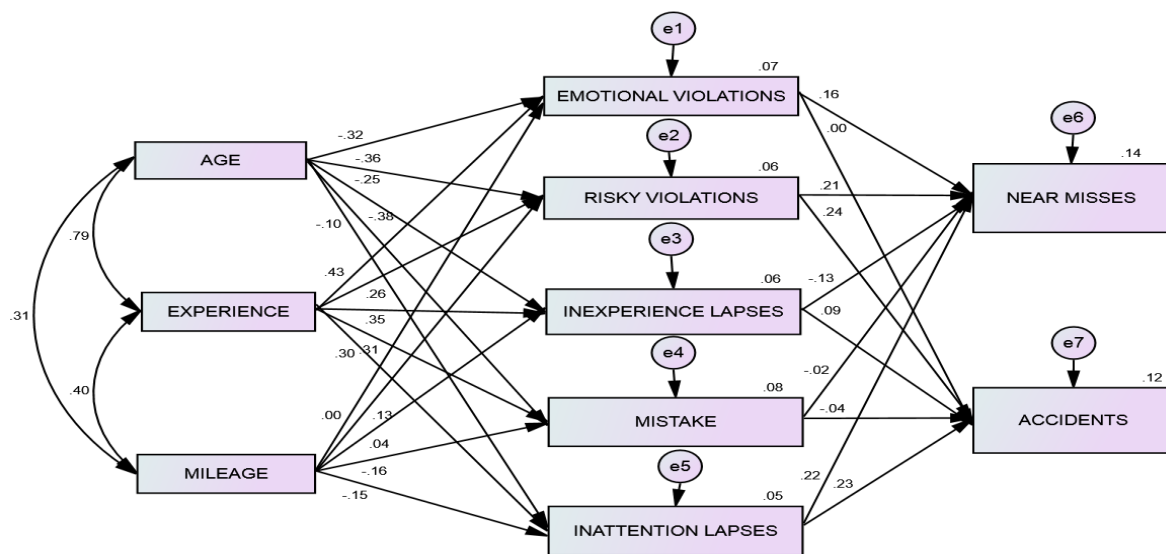 e1
.07
EMOTIONAL VIOLATIONS
.16
.00
e2
e6
-.32
.14
AGE
-.36
-.25
.06
RISKY VIOLATIONS
.21
NEAR MISSES
-.38
.24
-.10
e3
.79
.43
.06
-.13
.31
EXPERIENCE
.26
INEXPERIENCE LAPSES
.09
.35
.30
.31
e4
e7
.40
-.02
.12
.00
.13
.08
-.04
MISTAKE
ACCIDENTS
.04
MILEAGE
-.16
e5
.22
.23
-.15
.05
INATTENTION LAPSES